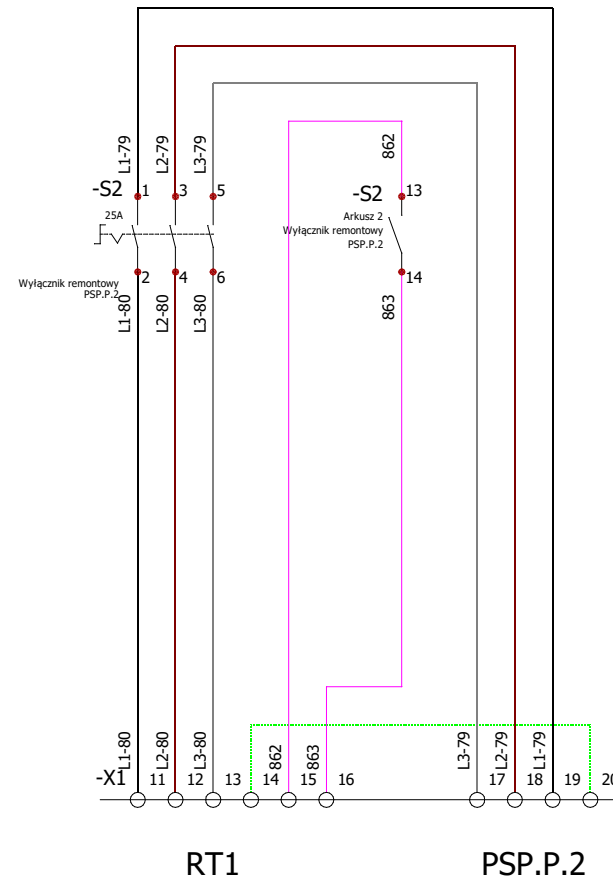 L1-79
L2-79
L3-79
862
-S2
1
3
5
-S2
13
25A
Arkusz 2
Wyłącznik remontowy
PSP.P.2
2
4
6
14
Wyłącznik remontowy
PSP.P.2
L1-80
L2-80
L3-80
863
L1-80
L2-80
L3-80
862
863
L3-79
L2-79
L1-79
-X1
11
12
13
14
15
16
17
18
19
20
RT1
PSP.P.2